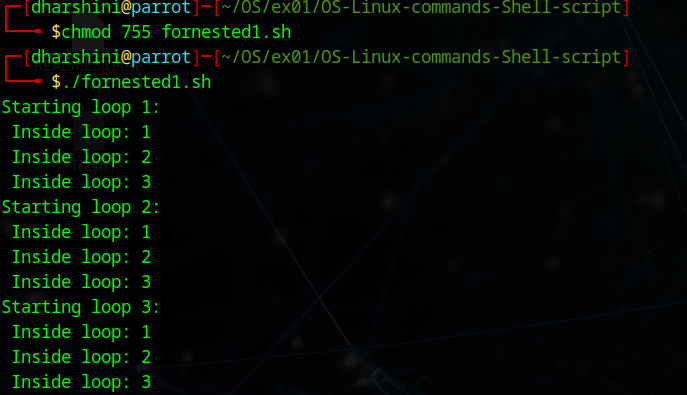 ┌─[dharshini@parrot]─[~/OS/ex01/OS-Linux-commands-Shell-script]
└──╼ $chmod 755 fornested1.sh
┌─[dharshini@parrot]─[~/OS/ex01/OS-Linux-commands-Shell-script]
└──╼ $./fornested1.sh
Starting loop 1:
 Inside loop: 1
 Inside loop: 2
 Inside loop: 3
Starting loop 2:
 Inside loop: 1
 Inside loop: 2
 Inside loop: 3
Starting loop 3:
 Inside loop: 1
 Inside loop: 2
 Inside loop: 3